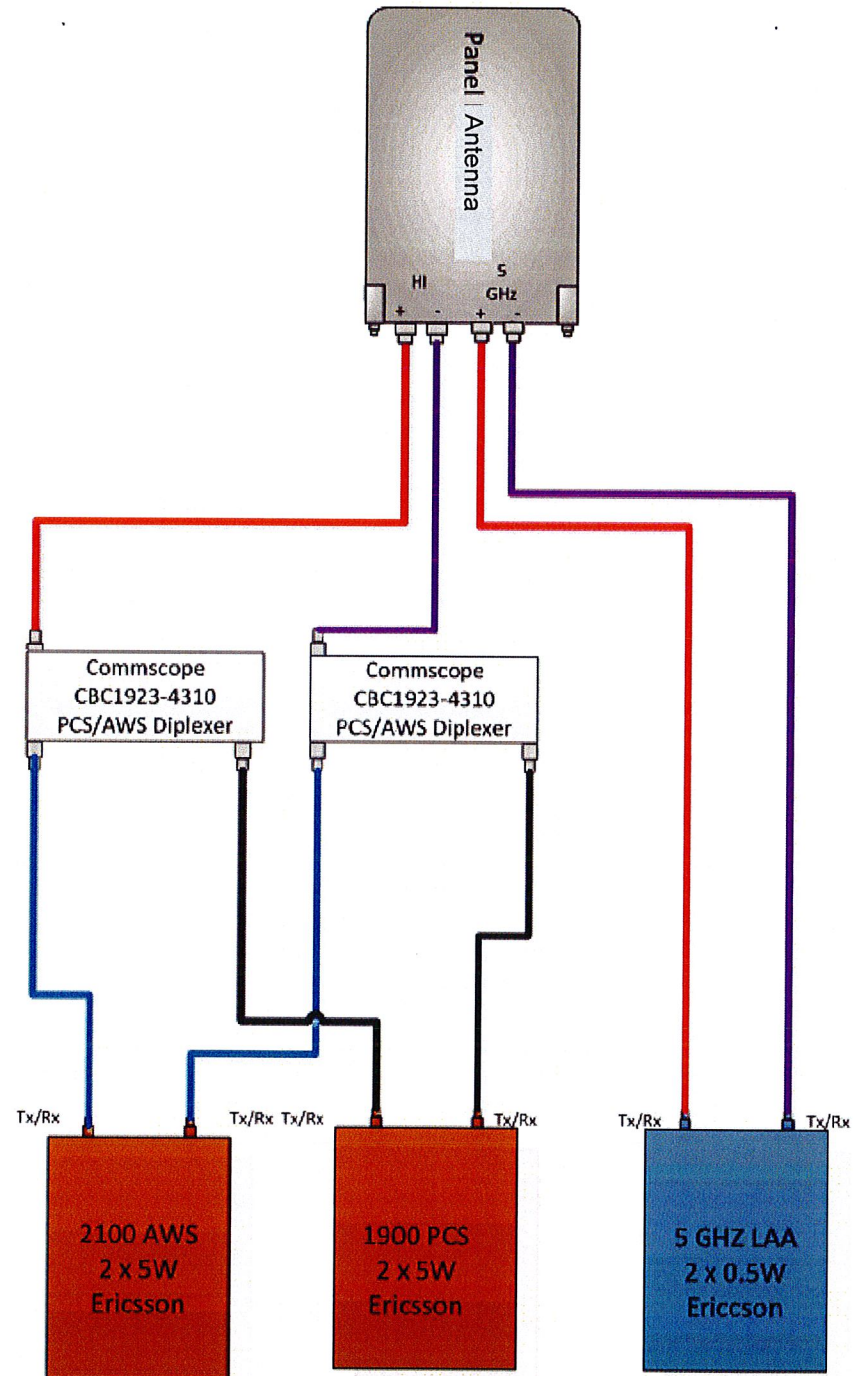 Panel Antenna
HI
5
GHz
+ - + -
Commscope
CBC1923-4310
PCS/AWS Diplexer
Commscope
CBC1923-4310
PCS/AWS Diplexer
Tx/Rx
Tx/Rx
Tx/Rx
Tx/Rx
Tx/Rx
Tx/Rx
2100 AWS
2 x 5W
Ericsson
1900 PCS
2 x 5W
Ericsson
5 GHZ LAA
2 x 0.5W
Ericcson